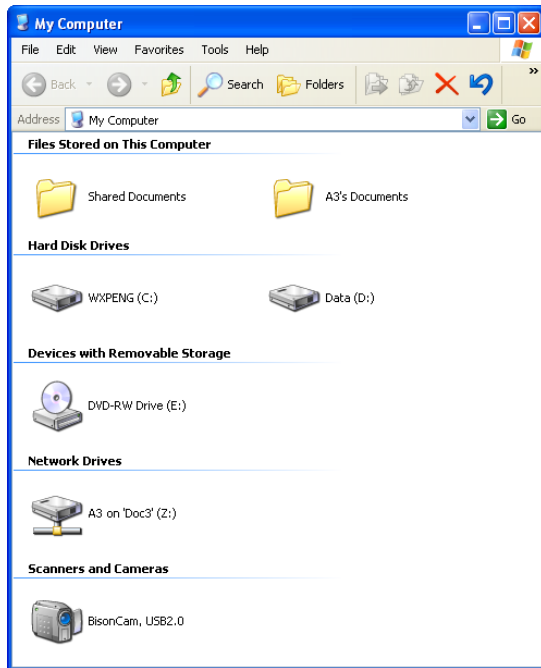 My Computer
File Edit View Favorites Tools Help
Back Search Folders »
Address My Computer Go
Files Stored on This Computer
Shared Documents A3's Documents
Hard Disk Drives
WXPENG (C:) Data (D:)
Devices with Removable Storage
DVD-RW Drive (E:)
Network Drives
A3 on 'Doc3' (Z:)
Scanners and Cameras
BisonCam, USB2.0